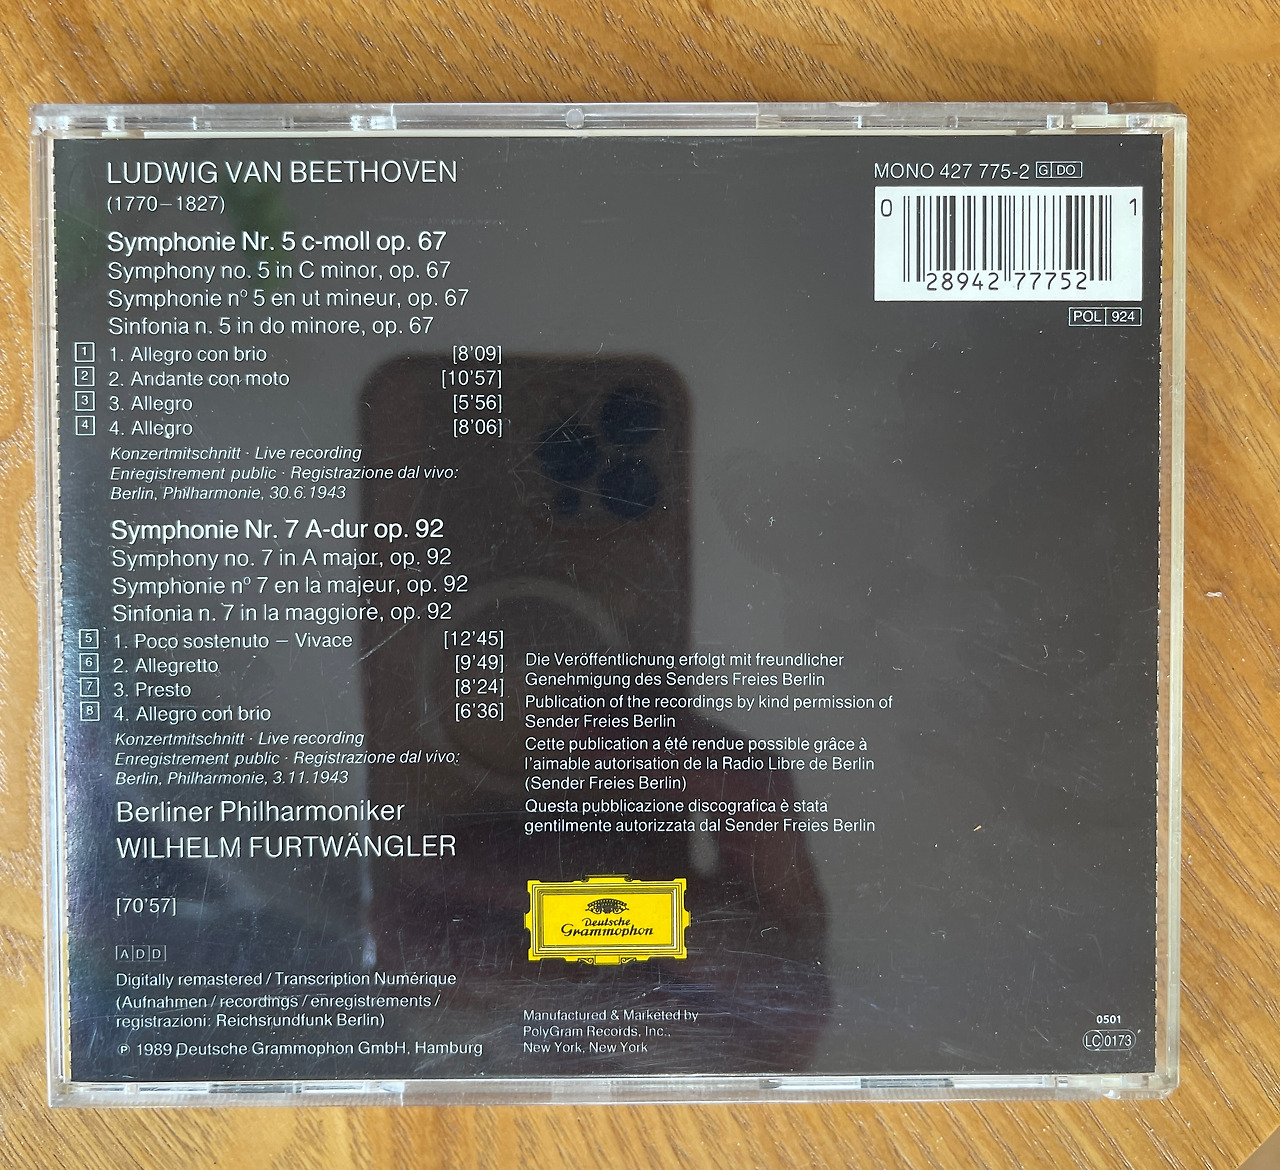 LUDWIG VAN BEETHOVEN
(1770–1827)
Symphonie Nr. 5 c-moll op. 67
Symphony no. 5 in C minor, op. 67
Symphonie nº 5 en ut mineur, op. 67
Sinfonia n. 5 in do minore, op. 67
1 1. Allegro con brio [8'09]
2 2. Andante con moto [10'57]
3 3. Allegro [5'56]
4 4. Allegro [8'06]
Konzertmitschnitt · Live recording
Enregistrement public · Registrazione dal vivo:
Berlin, Philharmonie, 30.6.1943
Symphonie Nr. 7 A-dur op. 92
Symphony no. 7 in A major, op. 92
Symphonie nº 7 en la majeur, op. 92
Sinfonia n. 7 in la maggiore, op. 92
5 1. Poco sostenuto – Vivace [12'45]
6 2. Allegretto [9'49]
7 3. Presto [8'24]
8 4. Allegro con brio [6'36]
Konzertmitschnitt · Live recording
Enregistrement public · Registrazione dal vivo:
Berlin, Philharmonie, 3.11.1943
Berliner Philharmoniker
WILHELM FURTWÄNGLER
[70'57]
ADD
Digitally remastered / Transcription Numérique
(Aufnahmen / recordings / enregistrements /
registrazioni: Reichsrundfunk Berlin)
℗ 1989 Deutsche Grammophon GmbH, Hamburg
MONO 427 775-2 G DO
0 28942 77752 1
POL 924
Die Veröffentlichung erfolgt mit freundlicher
Genehmigung des Senders Freies Berlin
Publication of the recordings by kind permission of
Sender Freies Berlin
Cette publication a été rendue possible grâce à
l'aimable autorisation de la Radio Libre de Berlin
(Sender Freies Berlin)
Questa pubblicazione discografica è stata
gentilmente autorizzata dal Sender Freies Berlin
Deutsche
Grammophon
Manufactured & Marketed by
PolyGram Records, Inc.,
New York, New York
0501
LC 0173